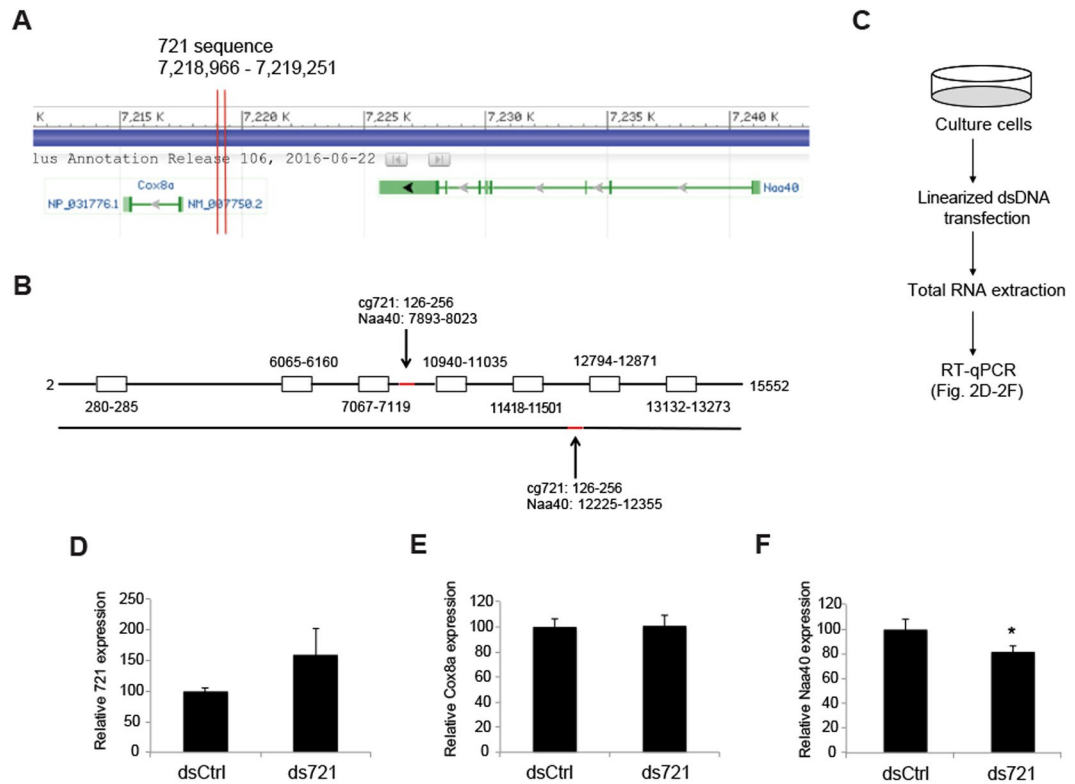 A
721 sequence
7,218,966 - 7,219,251
K 7,215 K 7,220 K 7,225 K 7,230 K 7,235 K 7,240 K
lus Annotation Release 106, 2016-06-22
Cox8a
NP_031776.1 NM_007750.2
Naa40
B
cg721: 126-256
Naa40: 7893-8023
6065-6160 10940-11035 12794-12871
2 15552
280-285 7067-7119 11418-11501 13132-13273
cg721: 126-256
Naa40: 12225-12355
C
Culture cells
Linearized dsDNA
transfection
Total RNA extraction
RT-qPCR
(Fig. 2D-2F)
D
Relative 721 expression
250
200
150
100
50
0
dsCtrl ds721
E
Relative Cox8a expression
120
100
80
60
40
20
0
dsCtrl ds721
F
Relative Naa40 expression
120
100
80
60
40
20
0
*
dsCtrl ds721